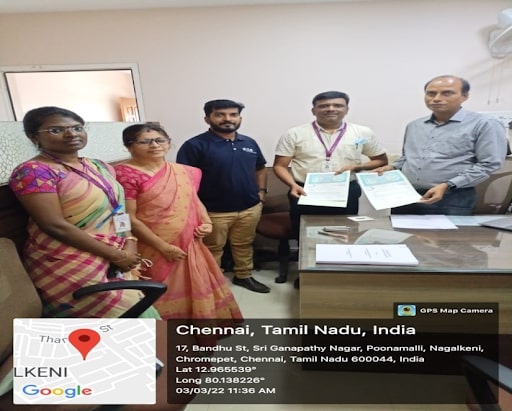 GPS Map Camera
Chennai, Tamil Nadu, India
17, Bandhu St, Sri Ganapathy Nagar, Poonamalli, Nagalkeni,
Chromepet, Chennai, Tamil Nadu 600044, India
Lat 12.965539°
Long 80.138226°
03/03/22 11:36 AM
Thar
St
LKENI
Google